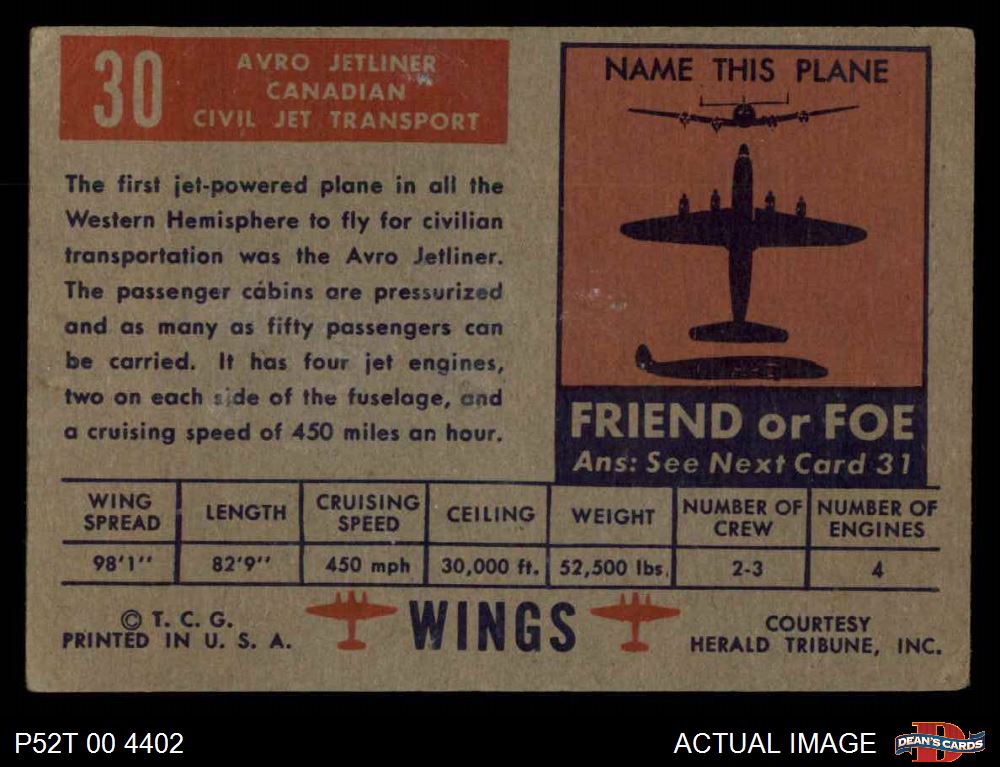 30
AVRO JETLINER
CANADIAN
CIVIL JET TRANSPORT
The first jet-powered plane in all the
Western Hemisphere to fly for civilian
transportation was the Avro Jetliner.
The passenger cabins are pressurized
and as many as fifty passengers can
be carried. It has four jet engines,
two on each side of the fuselage, and
a cruising speed of 450 miles an hour.
NAME THIS PLANE
FRIEND or FOE
Ans: See Next Card 31
WING SPREAD
LENGTH
CRUISING SPEED
CEILING
WEIGHT
NUMBER OF CREW
NUMBER OF ENGINES
98'1''
82'9''
450 mph
30,000 ft.
52,500 lbs.
2-3
4
© T. C. G.
PRINTED IN U. S. A.
WINGS
COURTESY
HERALD TRIBUNE, INC.
P52T 00 4402
ACTUAL IMAGE
D
DEAN'S CARDS